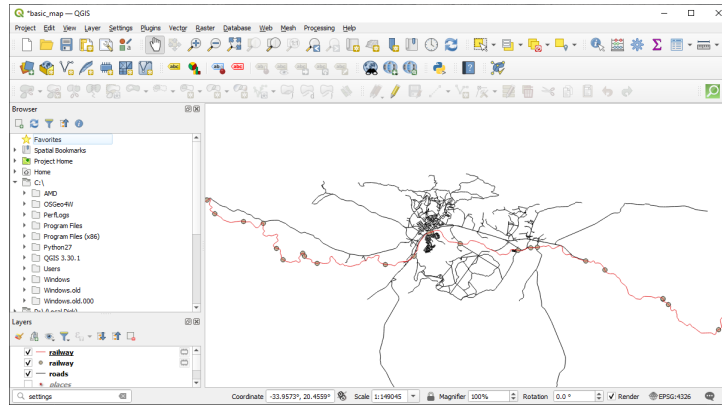 *basic_map — QGIS
Project Edit View Layer Settings Plugins Vector Raster Database Web Mesh Processing Help
abc abc abc
Browser
Favorites
Spatial Bookmarks
Project Home
Home
C:\
AMD
OSGeo4W
PerfLogs
Program Files
Program Files (x86)
Python27
QGIS 3.30.1
Users
Windows
Windows.old
Windows.old.000
Layers
railway
railway
roads
places
settings Coordinate -33.9573°, 20.4559° Scale 1:149045 Magnifier 100% Rotation 0.0 ° Render EPSG:4326